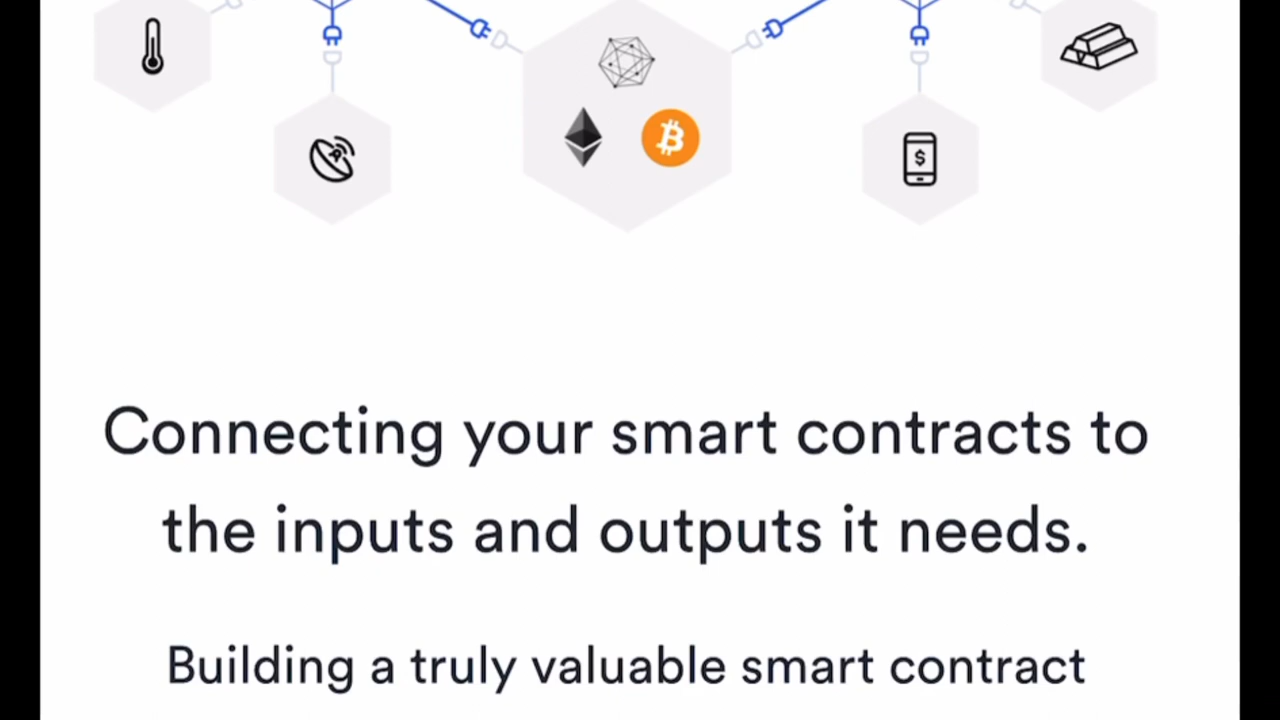 Connecting your smart contracts to
the inputs and outputs it needs.
Building a truly valuable smart contract